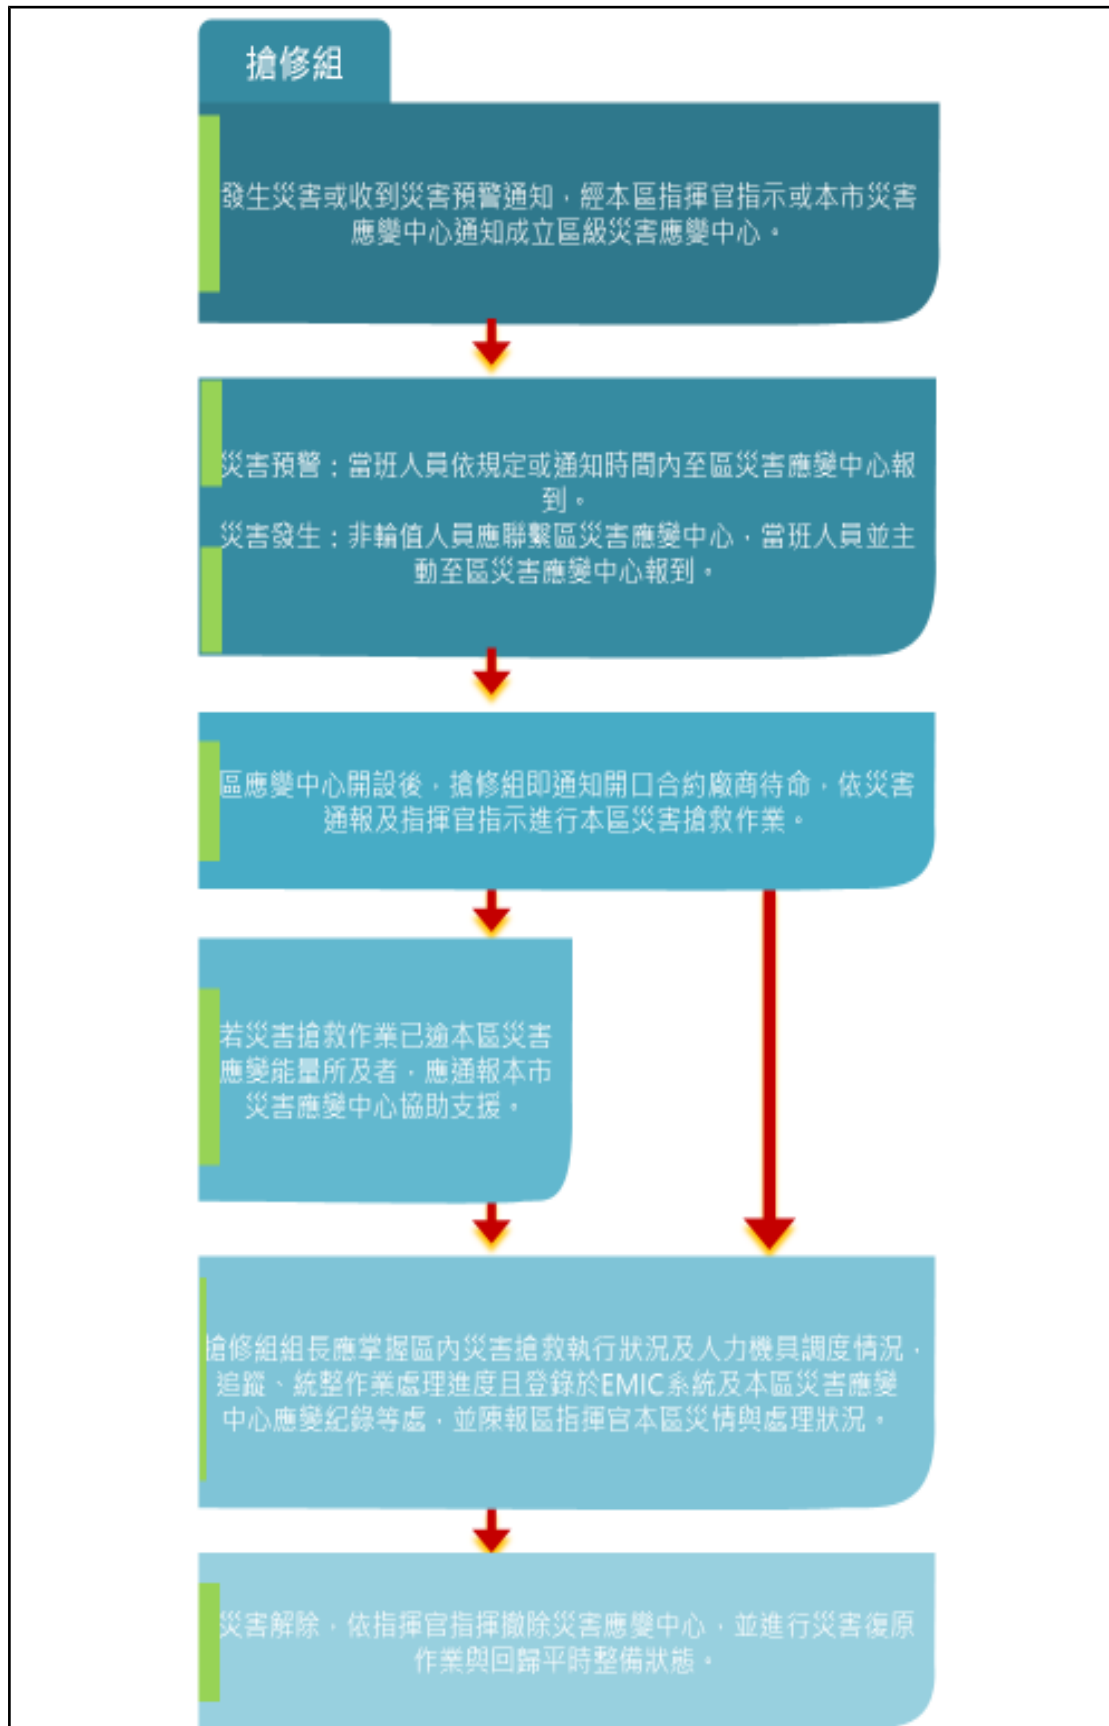 搶修組
發生災害或收到災害預警通知，經本區指揮官指示或本市災害
應變中心通知成立區級災害應變中心。
災害預警：當班人員依規定或通知時間內至區災害應變中心報
到。
災害發生：非輪值人員應聯繫區災害應變中心，當班人員並主
動至區災害應變中心報到。
區應變中心開設後，搶修組即通知開口合約廠商待命，依災害
通報及指揮官指示進行本區災害搶救作業。
若災害搶救作業已逾本區災害
應變能量所及者，應通報本市
災害應變中心協助支援。
搶修組組長應掌握區內災害搶救執行狀況及人力機具調度情況，
追蹤、統整作業處理進度且登錄於EMIC系統及本區災害應變
中心應變紀錄等處，並陳報區指揮官本區災情與處理狀況。
災害解除，依指揮官指揮撤除災害應變中心，並進行災害復原
作業與回歸平時整備狀態。